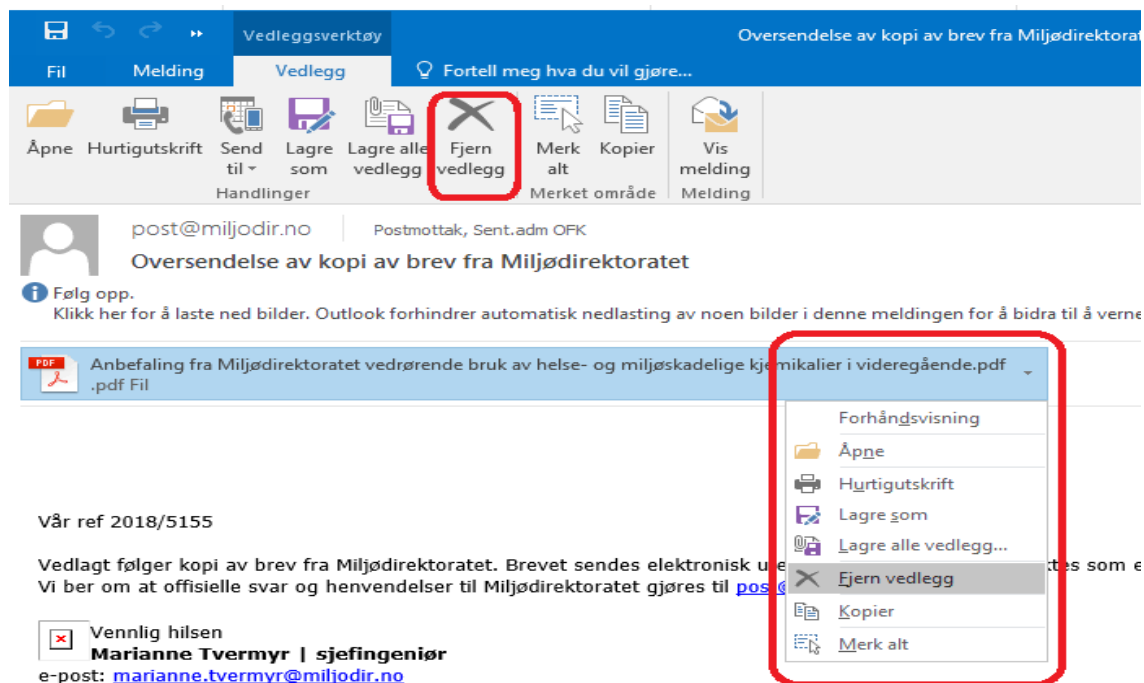 Vedleggsverktøy
Oversendelse av kopi av brev fra Miljødirektorat
Fil Melding Vedlegg Fortell meg hva du vil gjøre...
Åpne Hurtigutskrift Send til Lagre som Lagre alle vedlegg Fjern vedlegg Merk alt Kopier Vis melding
Handlinger Merket område Melding
post@miljodir.no Postmottak, Sent.adm OFK
Oversendelse av kopi av brev fra Miljødirektoratet
Følg opp.
Klikk her for å laste ned bilder. Outlook forhindrer automatisk nedlasting av noen bilder i denne meldingen for å bidra til å verne
PDF
Anbefaling fra Miljødirektoratet vedrørende bruk av helse- og miljøskadelige kjemikalier i videregående.pdf
.pdf Fil
Forhåndsvisning
Åpne
Hurtigutskrift
Lagre som
Lagre alle vedlegg...
Fjern vedlegg
Kopier
Merk alt
Vår ref 2018/5155
Vedlagt følger kopi av brev fra Miljødirektoratet. Brevet sendes elektronisk som e
Vi ber om at offisielle svar og henvendelser til Miljødirektoratet gjøres til
Vennlig hilsen
Marianne Tvermyr | sjefingeniør
e-post: marianne.tvermyr@miljodir.no